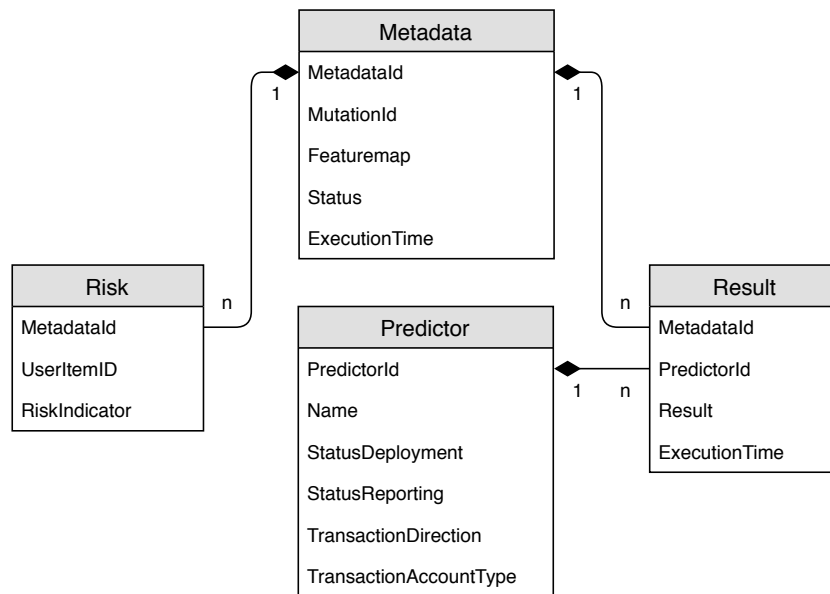 Metadata
MetadataId
MutationId
Featuremap
Status
ExecutionTime
1
1
n
n
Risk
MetadataId
UserItemID
RiskIndicator
Predictor
PredictorId
Name
StatusDeployment
StatusReporting
TransactionDirection
TransactionAccountType
1
n
Result
MetadataId
PredictorId
Result
ExecutionTime